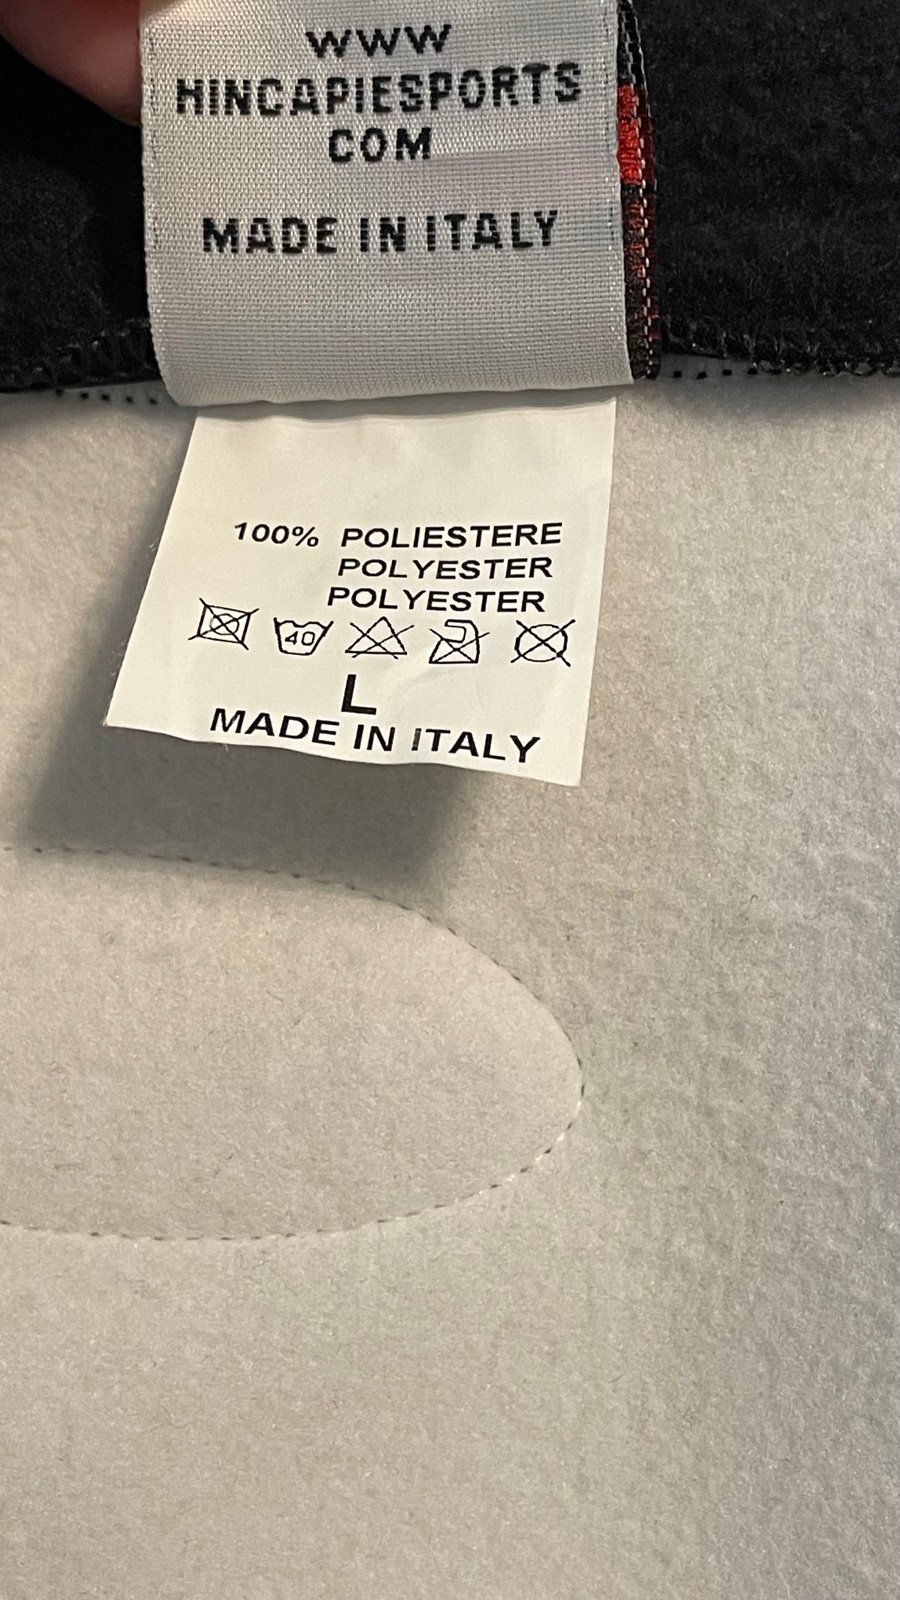 WWW
HINCAPIESPORTS
COM
MADE IN ITALY
100% POLIESTERE
POLYESTER
POLYESTER
40
L
MADE IN ITALY